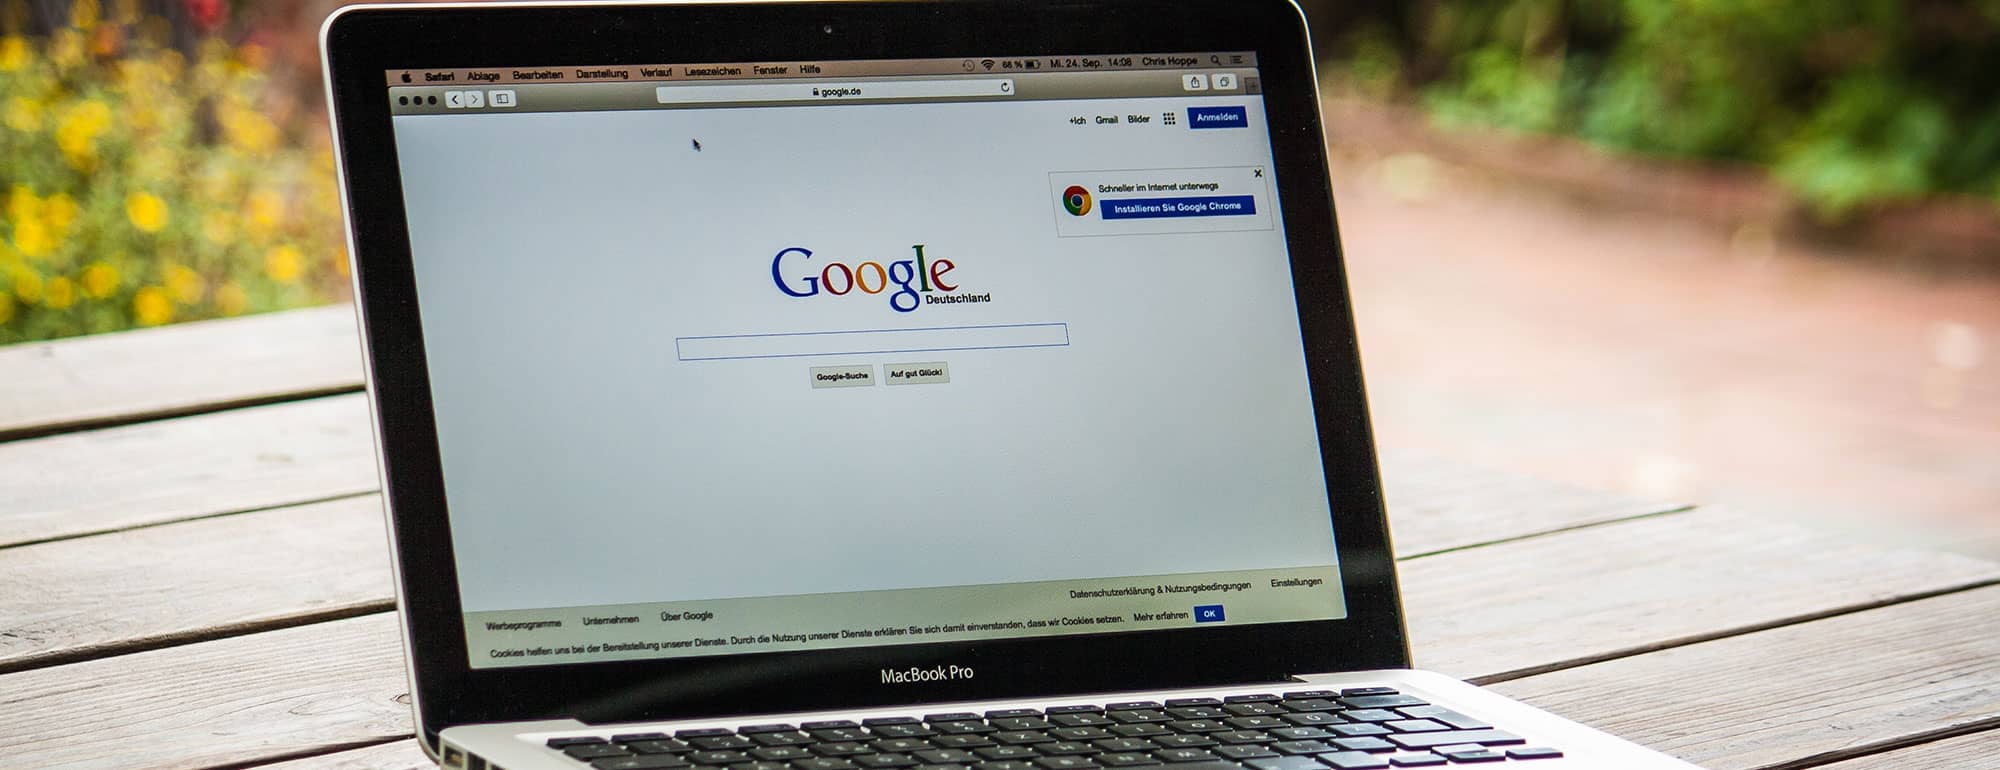 Safari Ablage Bearbeiten Darstellung Verlauf Lesezeichen Fenster Hilfe 66 % Mi. 24. Sep. 14:08 Chris Hoppe
google.de
+Ich Gmail Bilder Anmelden
Schneller im Internet unterwegs
Installieren Sie Google Chrome
Google
Deutschland
Google-Suche Auf gut Glück!
Werbeprogramme Unternehmen Über Google Datenschutzerklärung & Nutzungsbedingungen Einstellungen
Cookies helfen uns bei der Bereitstellung unserer Dienste. Durch die Nutzung unserer Dienste erklären Sie sich damit einverstanden, dass wir Cookies setzen. Mehr erfahren OK
MacBook Pro